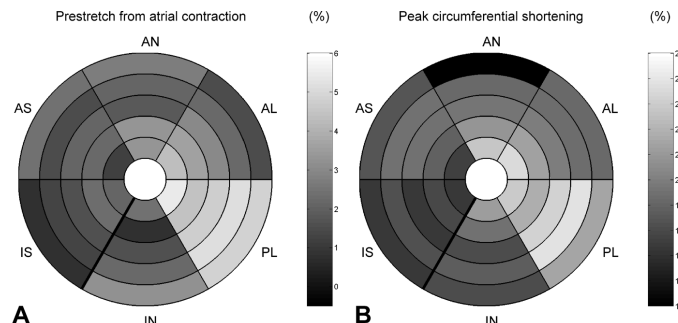 Prestretch from atrial contraction
(%)
Peak circumferential shortening
(%)
AN
AS
AL
IS
PL
IN
6
5
4
3
2
1
0
A
AN
AS
AL
IS
PL
IN
B